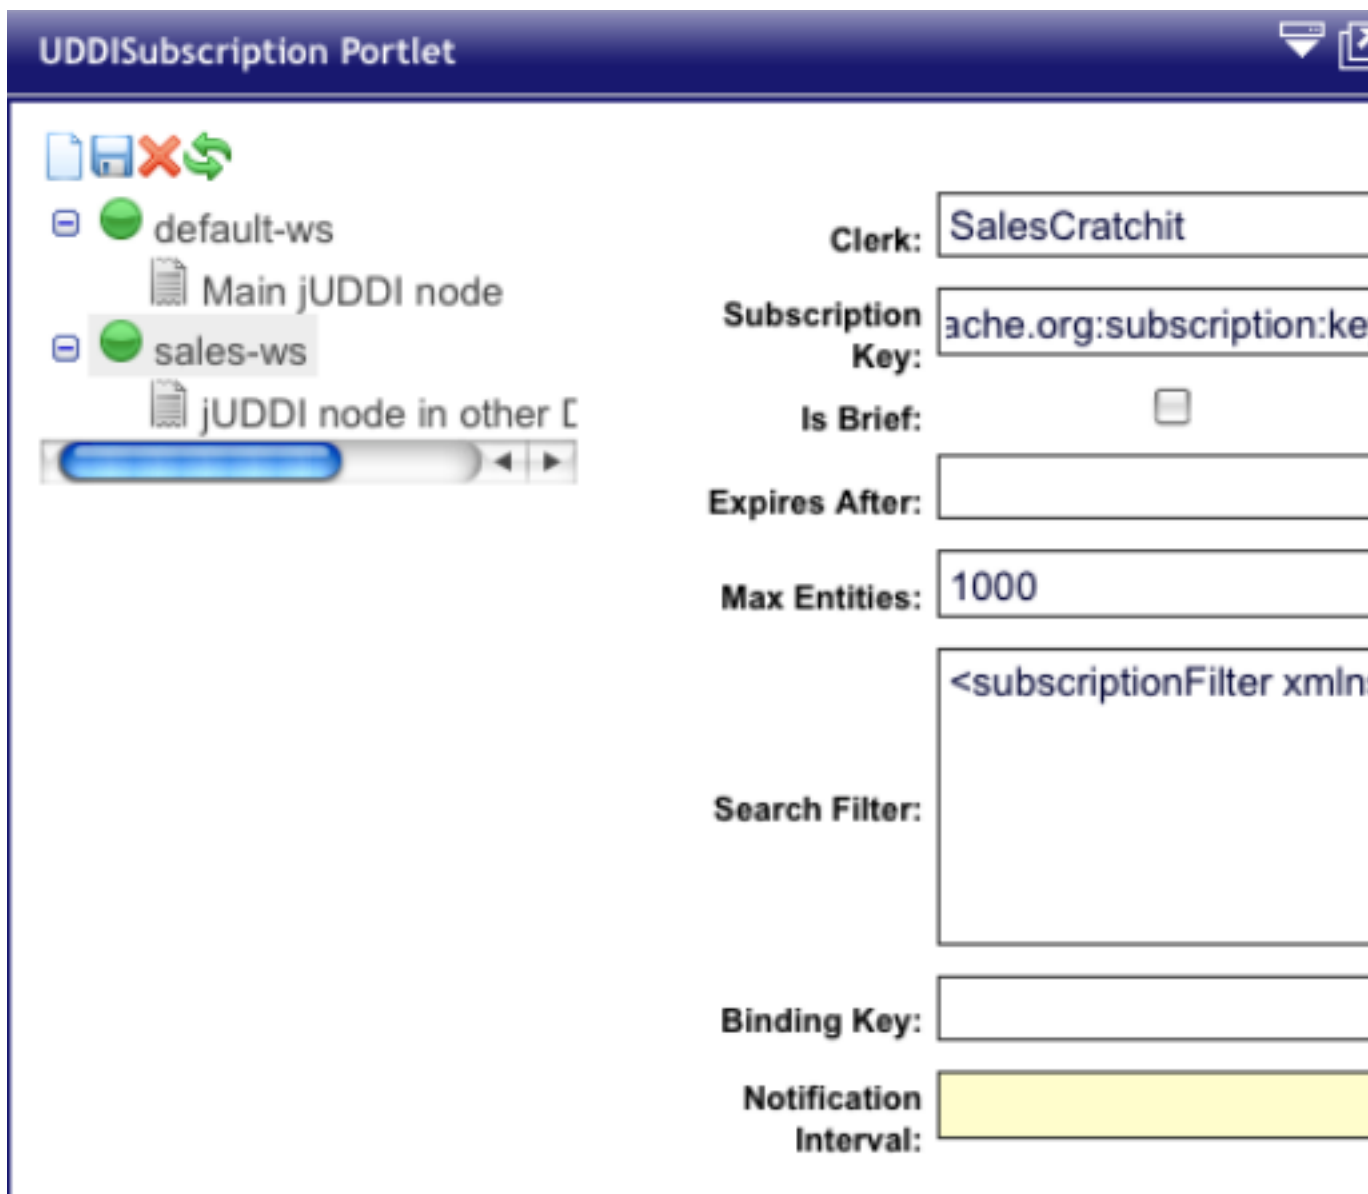 UDDISubscription Portlet
default-ws
Main jUDDI node
sales-ws
jUDDI node in other
Clerk: SalesCratchit
Subscription Key: ache.org:subscription:ke
Is Brief:
Expires After:
Max Entities: 1000
Search Filter: <subscriptionFilter xmlns
Binding Key:
Notification Interval: